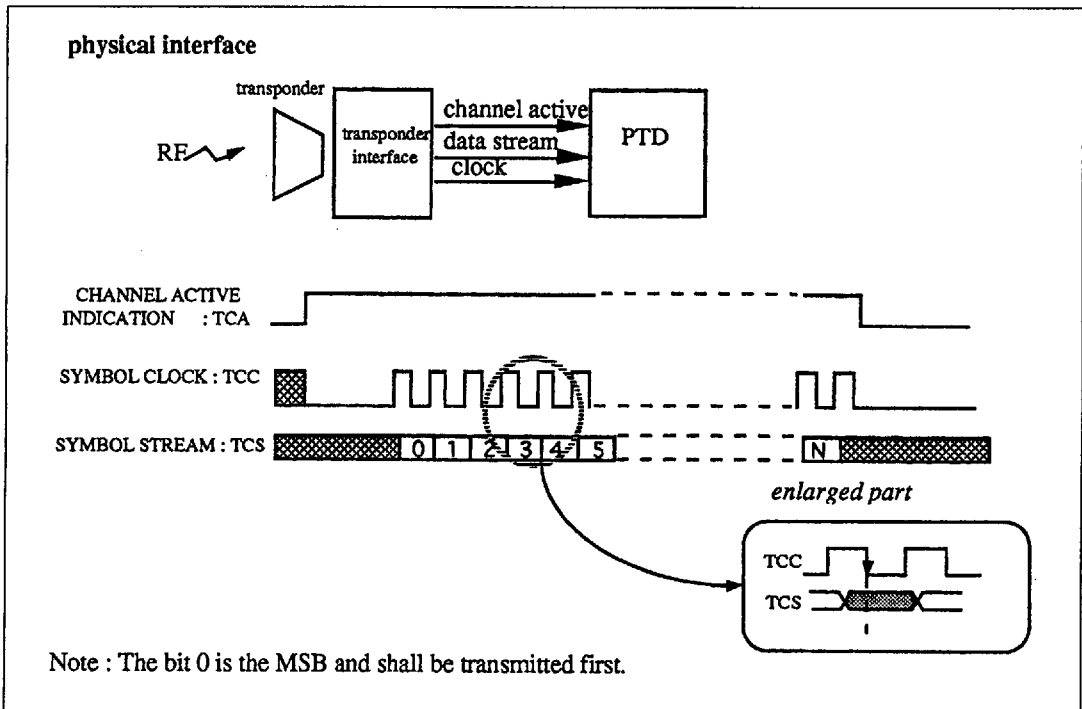 physical interface
transponder
RF
transponder
interface
channel active
data stream
clock
PTD
CHANNEL ACTIVE
INDICATION : TCA
SYMBOL CLOCK : TCC
SYMBOL STREAM : TCS
0 1 2 3 4 5 N
enlarged part
TCC
TCS
Note : The bit 0 is the MSB and shall be transmitted first.